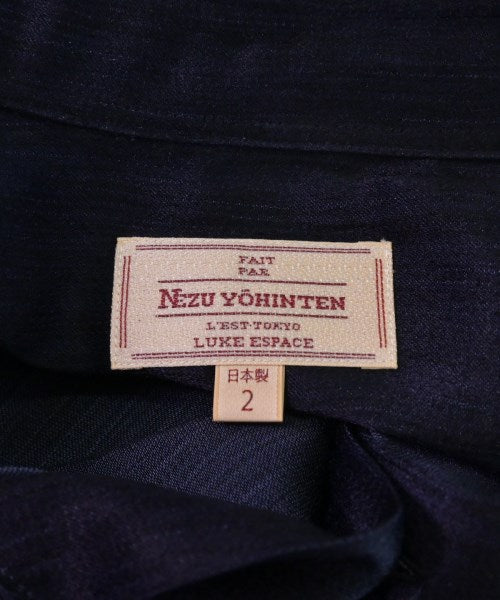 FAIT
PAR
NEZU YŌHINTEN
L'EST·TOKYO
LUKE ESPACE
日本製
2